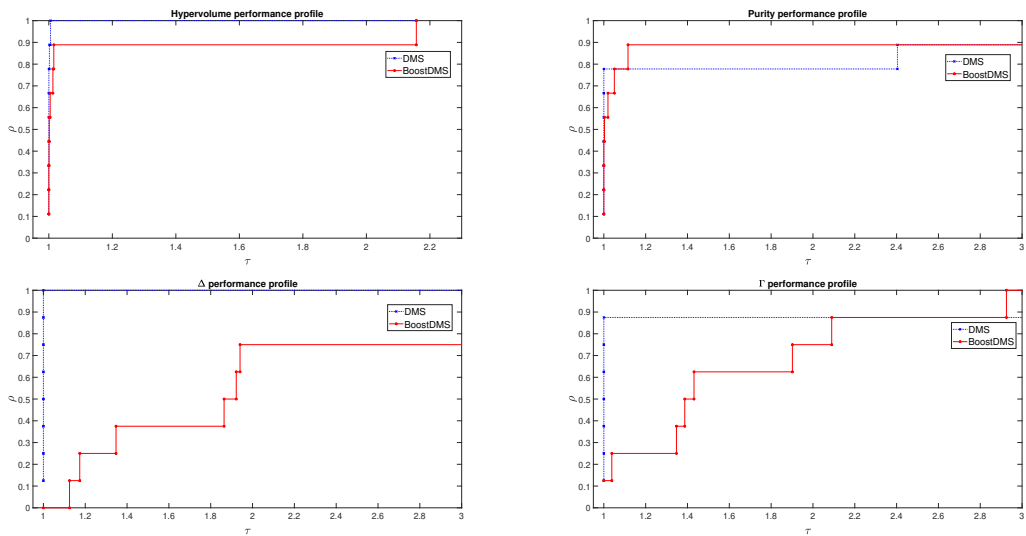 Hypervolume performance profile
1
0.9
0.8
0.7
0.6
0.5
0.4
0.3
0.2
0.1
0
ρ
1 1.2 1.4 1.6 1.8 2 2.2
τ
DMS
BoostDMS
Purity performance profile
1
0.9
0.8
0.7
0.6
0.5
0.4
0.3
0.2
0.1
0
ρ
1 1.2 1.4 1.6 1.8 2 2.2 2.4 2.6 2.8 3
τ
DMS
BoostDMS
Δ performance profile
1
0.9
0.8
0.7
0.6
0.5
0.4
0.3
0.2
0.1
0
ρ
1 1.2 1.4 1.6 1.8 2 2.2 2.4 2.6 2.8 3
τ
DMS
BoostDMS
Γ performance profile
1
0.9
0.8
0.7
0.6
0.5
0.4
0.3
0.2
0.1
0
ρ
1 1.2 1.4 1.6 1.8 2 2.2 2.4 2.6 2.8 3
τ
DMS
BoostDMS